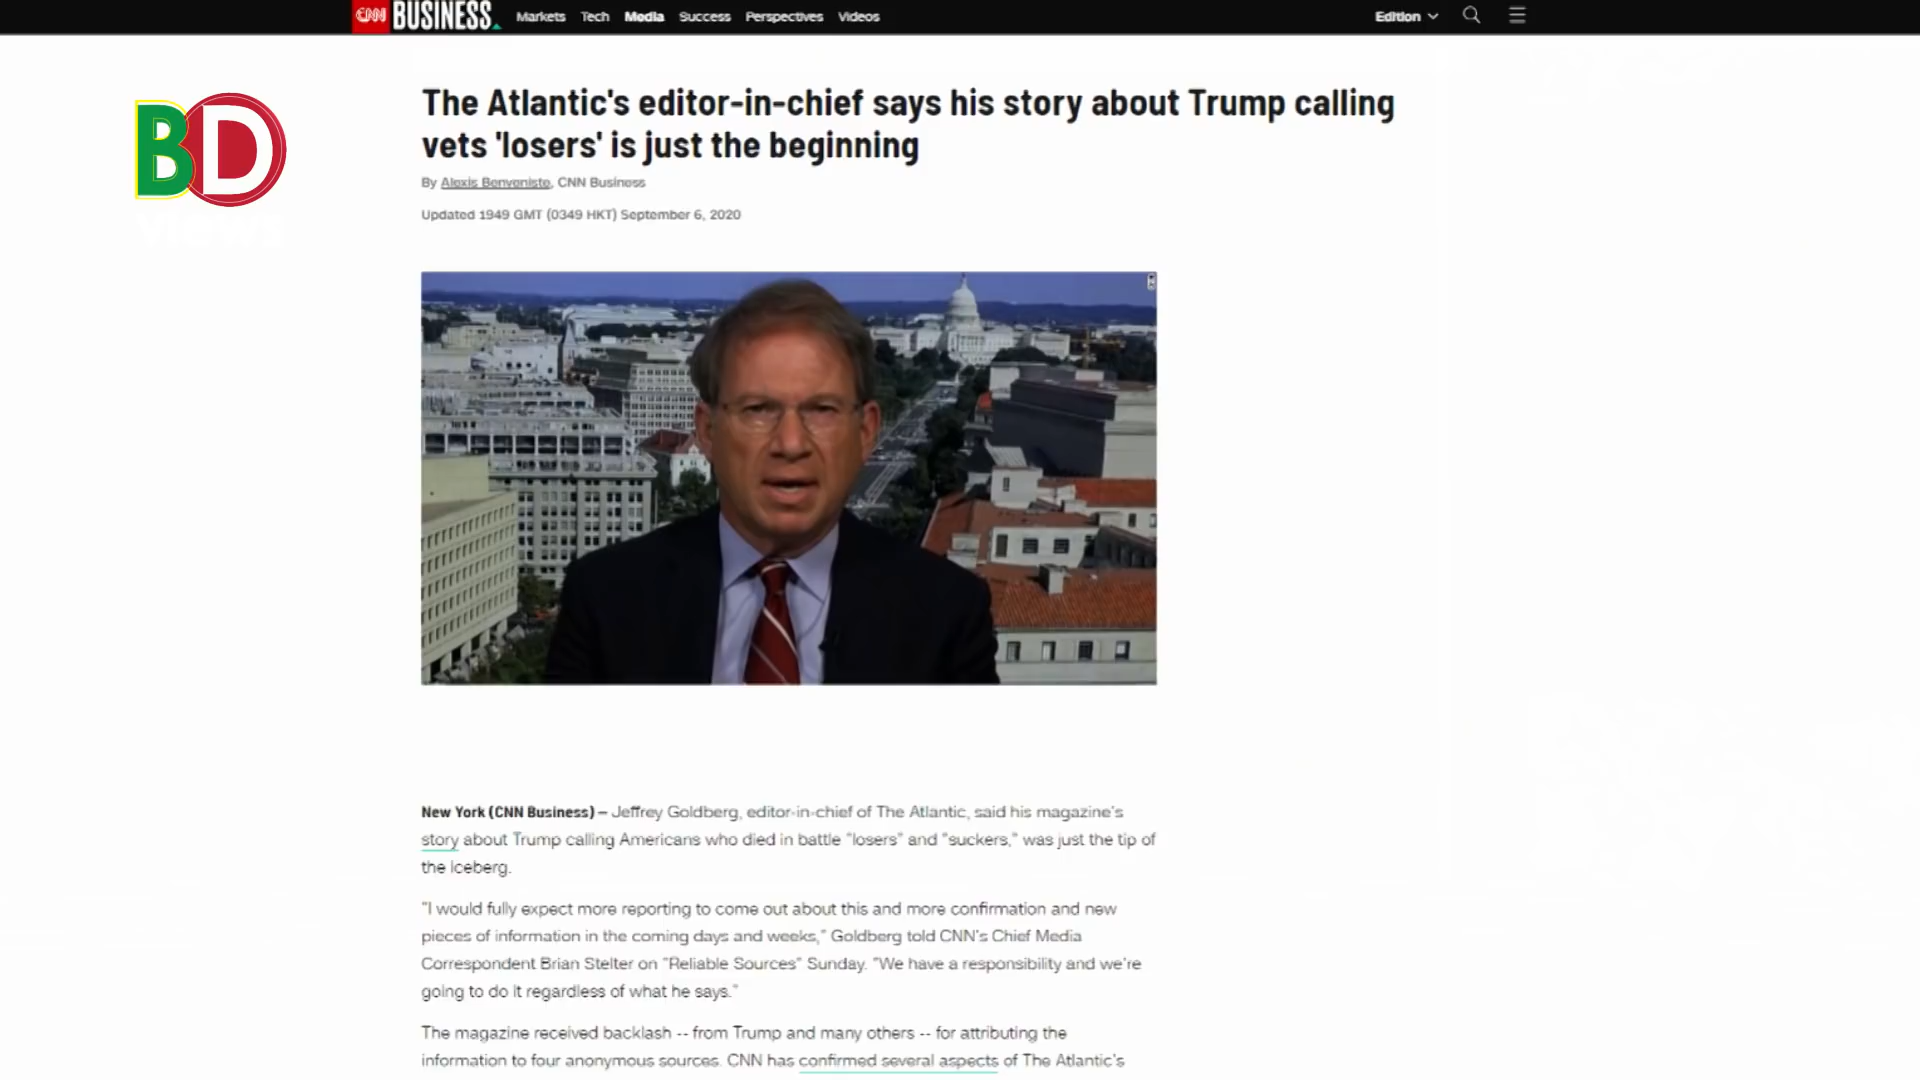 CNN BUSINESS Markets Tech Media Success Perspectives Videos Edition
BD
The Atlantic's editor-in-chief says his story about Trump calling
vets 'losers' is just the beginning
By Alexis Benveniste, CNN Business
Updated 1949 GMT (0349 HKT) September 6, 2020
New York (CNN Business) — Jeffrey Goldberg, editor-in-chief of The Atlantic, said his magazine's
story about Trump calling Americans who died in battle "losers" and "suckers," was just the tip of
the iceberg.
"I would fully expect more reporting to come out about this and more confirmation and new
pieces of information in the coming days and weeks," Goldberg told CNN's Chief Media
Correspondent Brian Stelter on "Reliable Sources" Sunday. "We have a responsibility and we're
going to do it regardless of what he says."
The magazine received backlash -- from Trump and many others -- for attributing the
information to four anonymous sources. CNN has confirmed several aspects of The Atlantic's